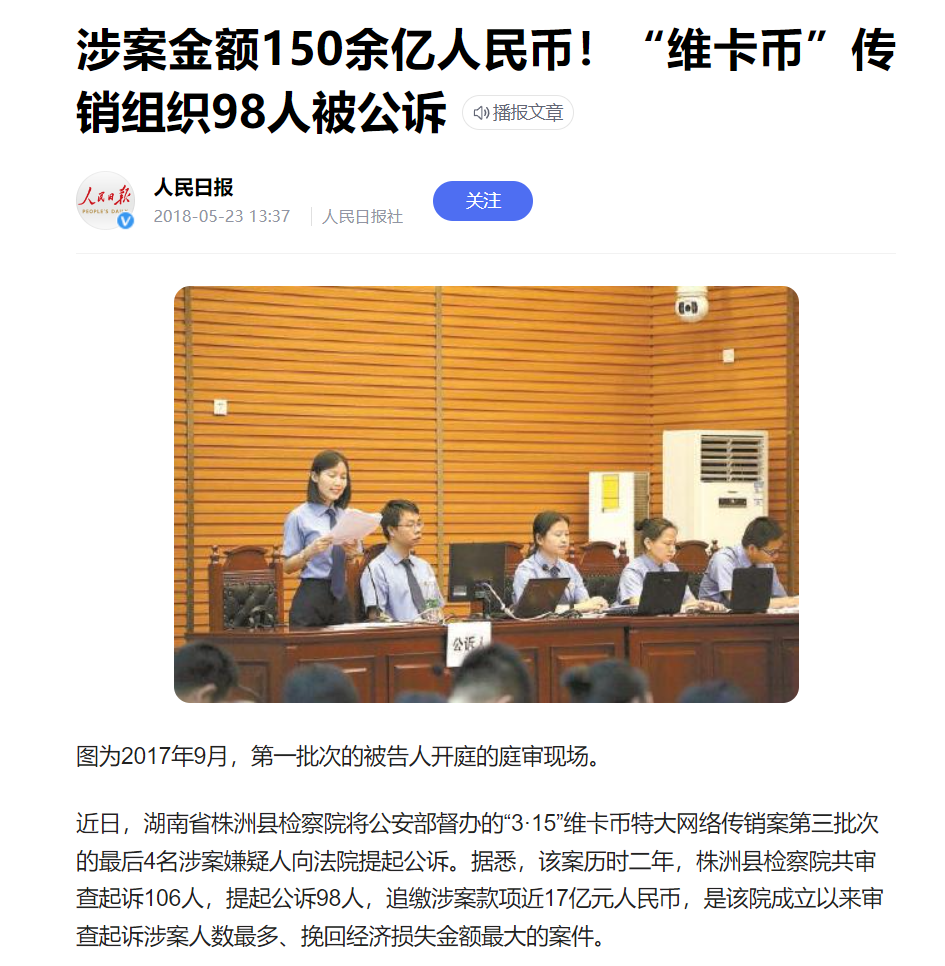 涉案金额150余亿人民币！“维卡币”传
销组织98人被公诉 播报文章
人民日报
PEOPLE'S DAILY
人民日报
2018-05-23 13:37 人民日报社
关注
公诉人
图为2017年9月，第一批次的被告人开庭的庭审现场。
近日，湖南省株洲县检察院将公安部督办的“3·15”维卡币特大网络传销案第三批次
的最后4名涉案嫌疑人向法院提起公诉。据悉，该案历时二年，株洲县检察院共审
查起诉106人，提起公诉98人，追缴涉案款项近17亿元人民币，是该院成立以来审
查起诉涉案人数最多、挽回经济损失金额最大的案件。